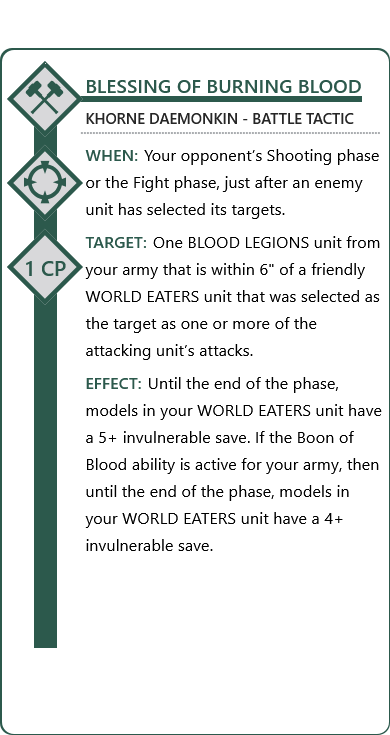 BLESSING OF BURNING BLOOD
KHORNE DAEMONKIN - BATTLE TACTIC
WHEN: Your opponent’s Shooting phase
or the Fight phase, just after an enemy
unit has selected its targets.
1 CP
TARGET: One BLOOD LEGIONS unit from
your army that is within 6" of a friendly
WORLD EATERS unit that was selected as
the target as one or more of the
attacking unit’s attacks.
EFFECT: Until the end of the phase,
models in your WORLD EATERS unit have
a 5+ invulnerable save. If the Boon of
Blood ability is active for your army, then
until the end of the phase, models in
your WORLD EATERS unit have a 4+
invulnerable save.